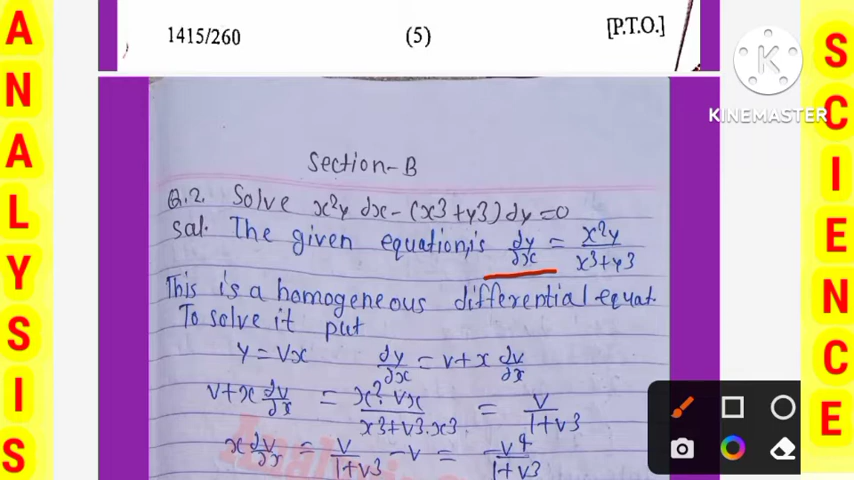 ANALYSIS
1415/260 (5) [P.T.O.]
KINEMASTER
SCIENCE
Section-B
Q.2. Solve x²y dx - (x3+y3) dy = 0
Sol. The given equation,is dy/dx = x²y/x3+y3
This is a homogeneous differential equat.
To solve it put
y = vx dy/dx = v+x dv/dx
v+x dv/dx = x². vx/x3+v3.x3 = v/1+v3
x dv/dx = v/1+v3 - v = -v4/1+v3